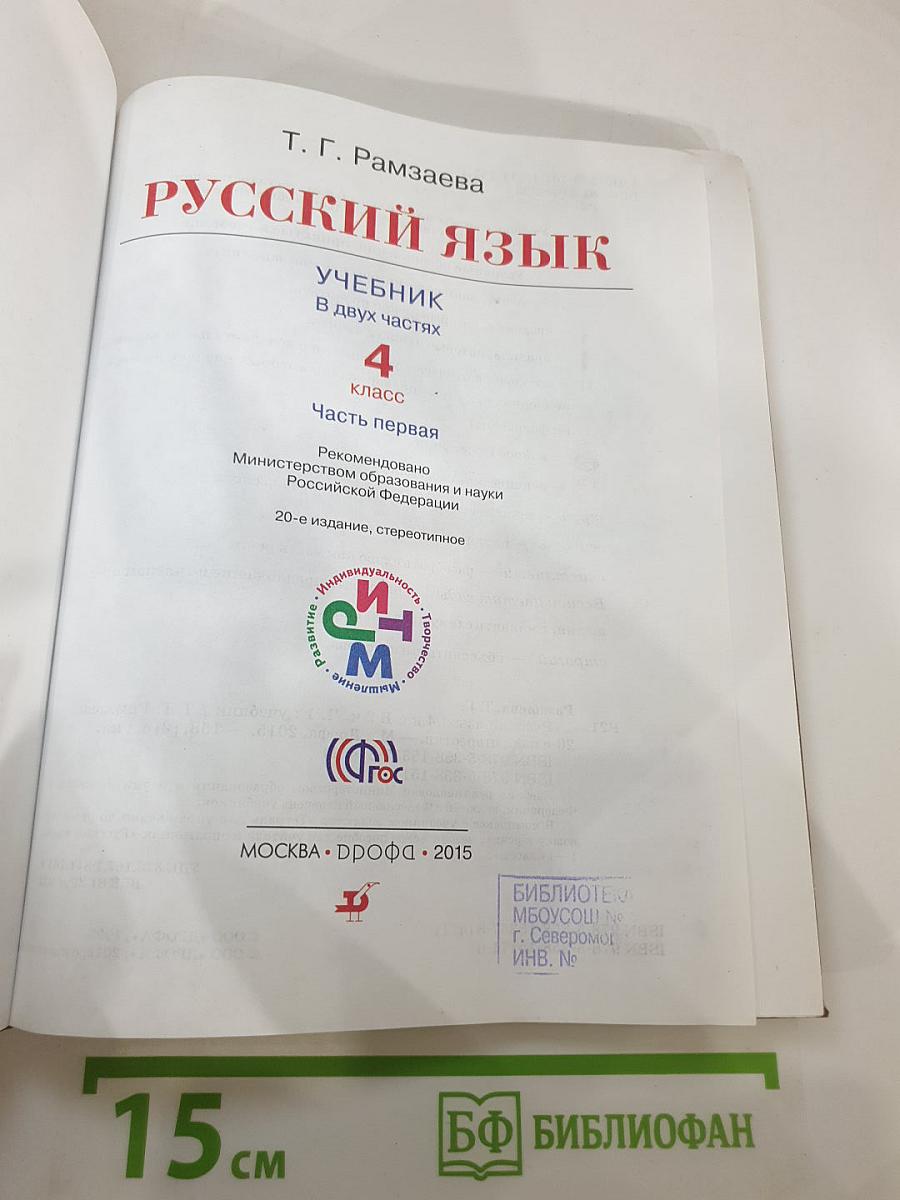 Т. Г. Рамзаева
РУССКИЙ ЯЗЫК
УЧЕБНИК
В двух частях
4
класс
Часть первая
Рекомендовано
Министерством образования и науки
Российской Федерации
20-е издание, стереотипное
Развитие • Индивидуальность • Творчество • Мышление •
РИТМ
ФГОС
МОСКВА • дрофа • 2015
БИБЛИОТЕ
МБОУСОШ №
г. Северомо
ИНВ. №
15 см
БФ БИБЛИОФАН